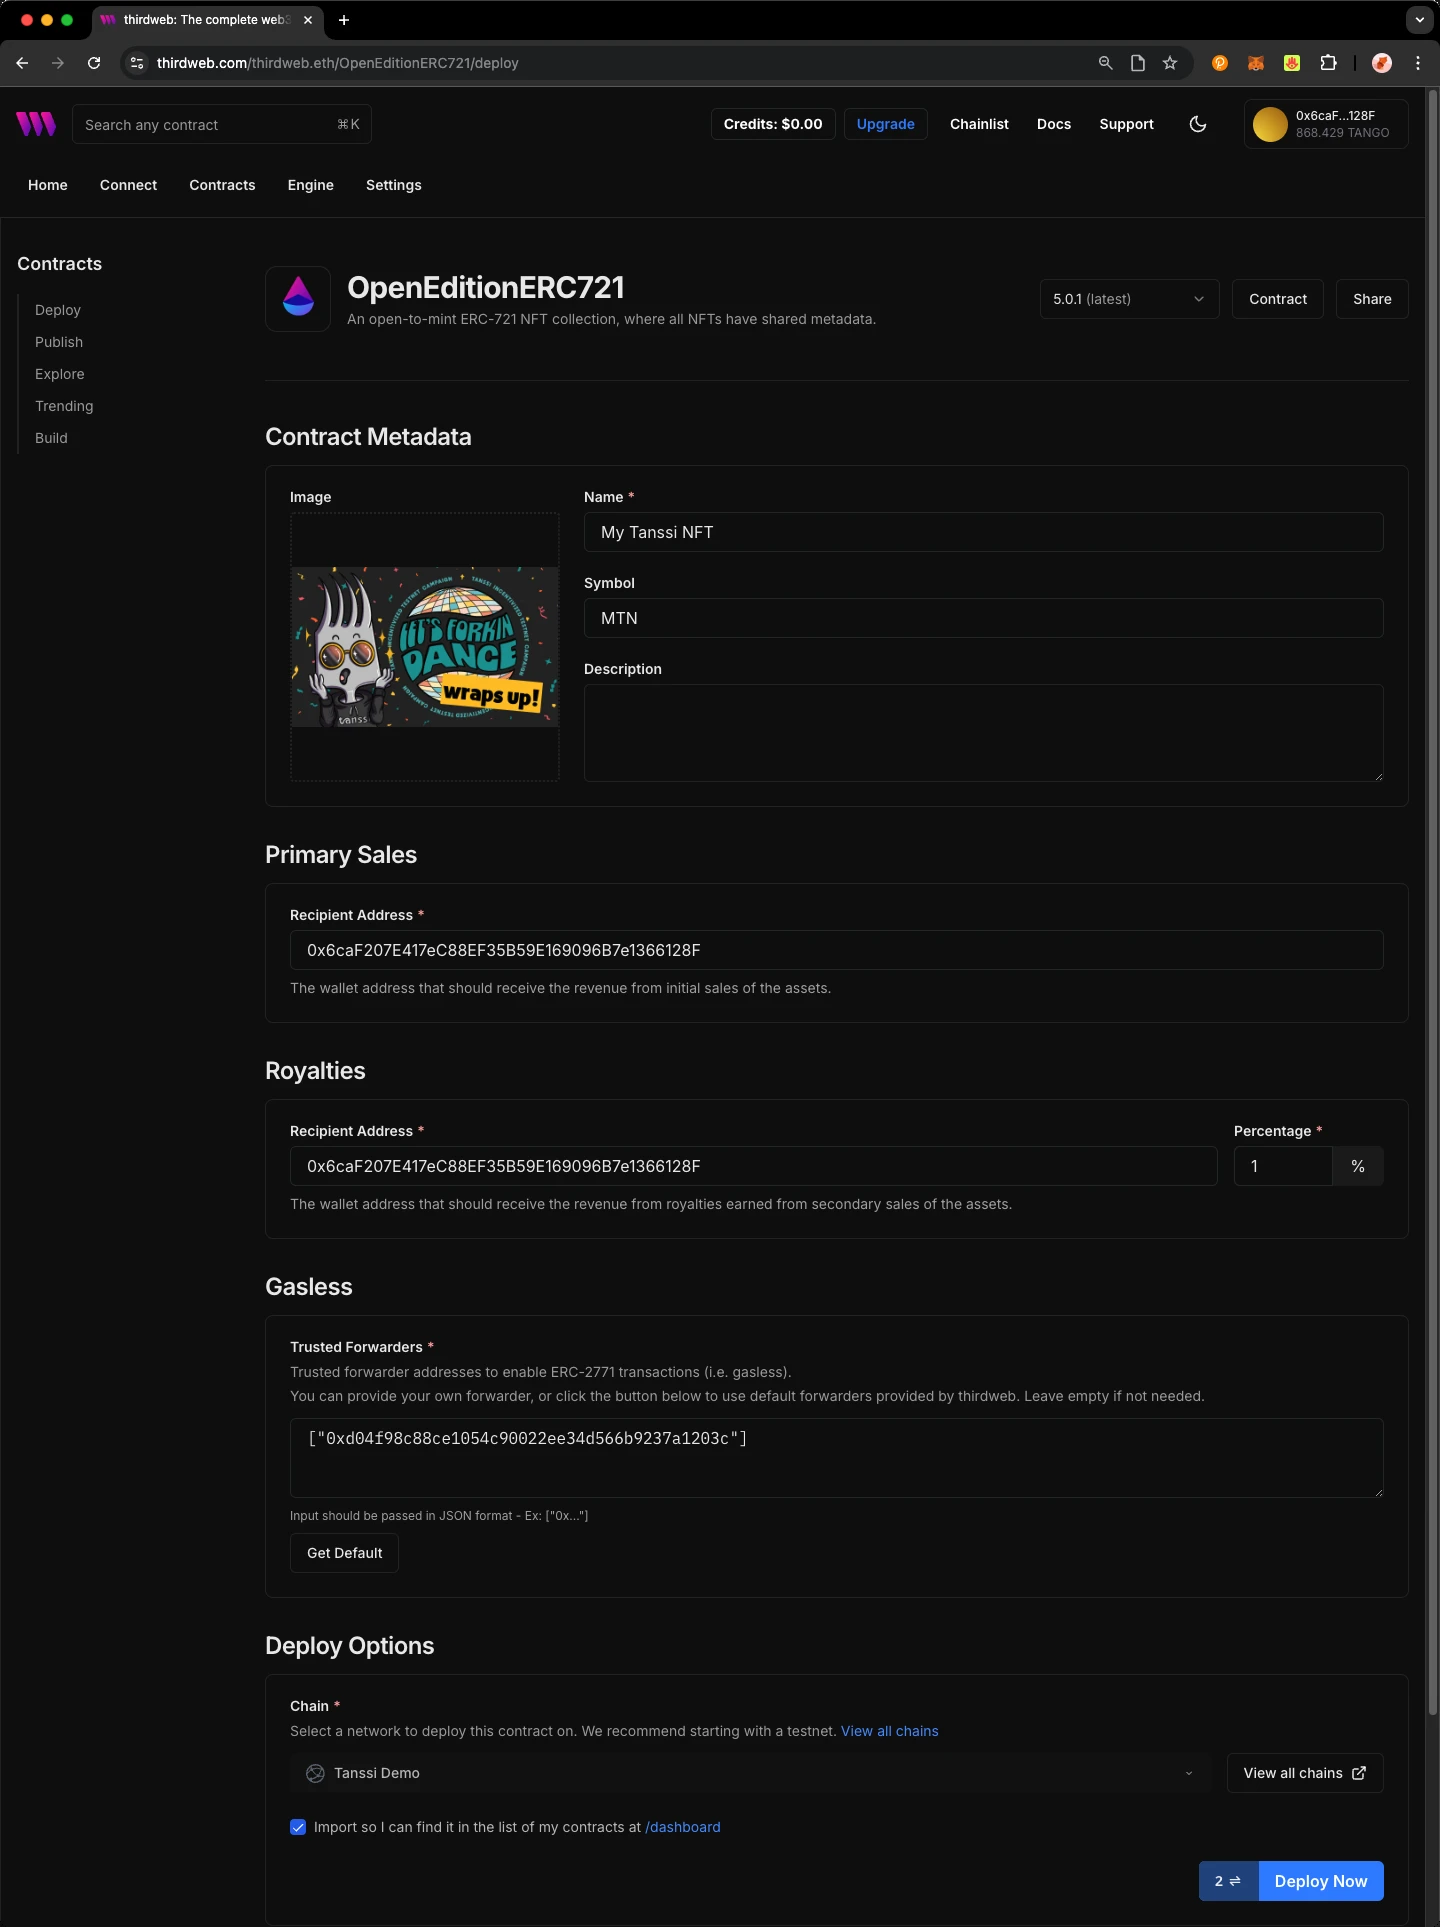 thirdweb: The complete web3
thirdweb.com/thirdweb.eth/OpenEditionERC721/deploy
Search any contract ⌘K
Credits: $0.00
Upgrade
Chainlist
Docs
Support
0x6caF...128F
868.429 TANGO
Home
Connect
Contracts
Engine
Settings
Contracts
Deploy
Publish
Explore
Trending
Build
OpenEditionERC721
An open-to-mint ERC-721 NFT collection, where all NFTs have shared metadata.
5.0.1 (latest)
Contract
Share
Contract Metadata
Image
LET'S FORKIN
DANCE
wraps up!
TANSSI INCENTIVIZED TESTNET CAMPAIGN
tanssi
Name *
My Tanssi NFT
Symbol
MTN
Description
Primary Sales
Recipient Address *
0x6caF207E417eC88EF35B59E169096B7e1366128F
The wallet address that should receive the revenue from initial sales of the assets.
Royalties
Recipient Address *
0x6caF207E417eC88EF35B59E169096B7e1366128F
The wallet address that should receive the revenue from royalties earned from secondary sales of the assets.
Percentage *
1
%
Gasless
Trusted Forwarders *
Trusted forwarder addresses to enable ERC-2771 transactions (i.e. gasless).
You can provide your own forwarder, or click the button below to use default forwarders provided by thirdweb. Leave empty if not needed.
["0xd04f98c88ce1054c90022ee34d566b9237a1203c"]
Input should be passed in JSON format - Ex: ["0x..."]
Get Default
Deploy Options
Chain *
Select a network to deploy this contract on. We recommend starting with a testnet. View all chains
Tanssi Demo
View all chains
Import so I can find it in the list of my contracts at /dashboard
2 ⇌
Deploy Now